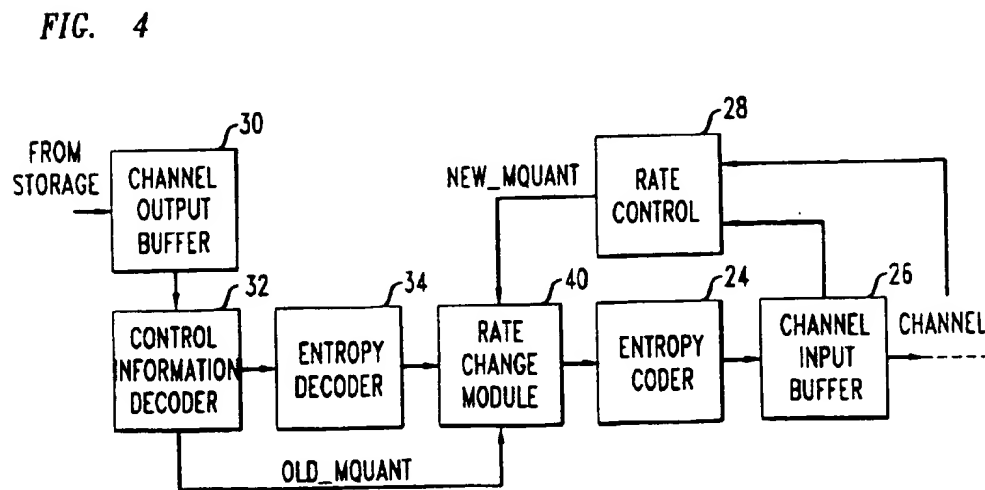 FIG. 4
FROM
STORAGE
30
CHANNEL
OUTPUT
BUFFER
28
RATE
CONTROL
NEW_MQUANT
32
CONTROL
INFORMATION
DECODER
34
ENTROPY
DECODER
40
RATE
CHANGE
MODULE
24
ENTROPY
CODER
26
CHANNEL
INPUT
BUFFER
CHANNEL
OLD_MQUANT